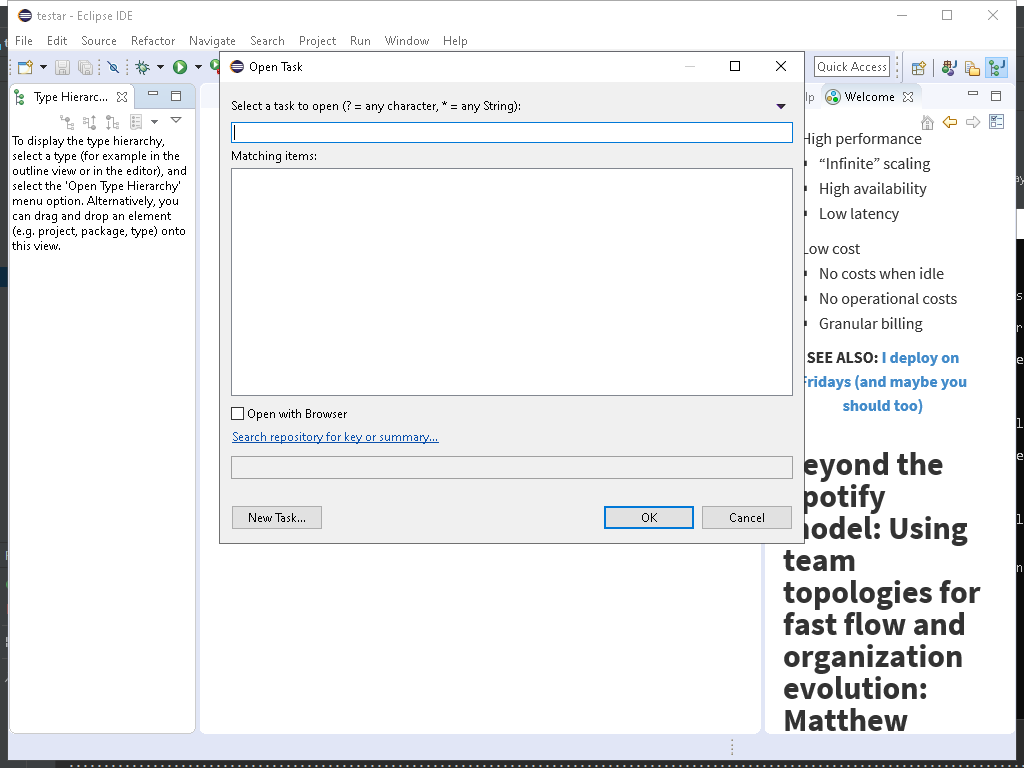 testar - Eclipse IDE
File Edit Source Refactor Navigate Search Project Run Window Help
Quick Access
Type Hierarc...
To display the type hierarchy,
select a type (for example in the
outline view or in the editor), and
select the 'Open Type Hierarchy'
menu option. Alternatively, you
can drag and drop an element
(e.g. project, package, type) onto
this view.
Open Task
Select a task to open (? = any character, * = any String):
Matching items:
Open with Browser
Search repository for key or summary...
New Task...
OK
Cancel
Welcome
High performance
“Infinite” scaling
High availability
Low latency
Low cost
No costs when idle
No operational costs
Granular billing
SEE ALSO: I deploy on
Fridays (and maybe you
should too)
eyond the
potify
model: Using
team
topologies for
fast flow and
organization
evolution:
Matthew